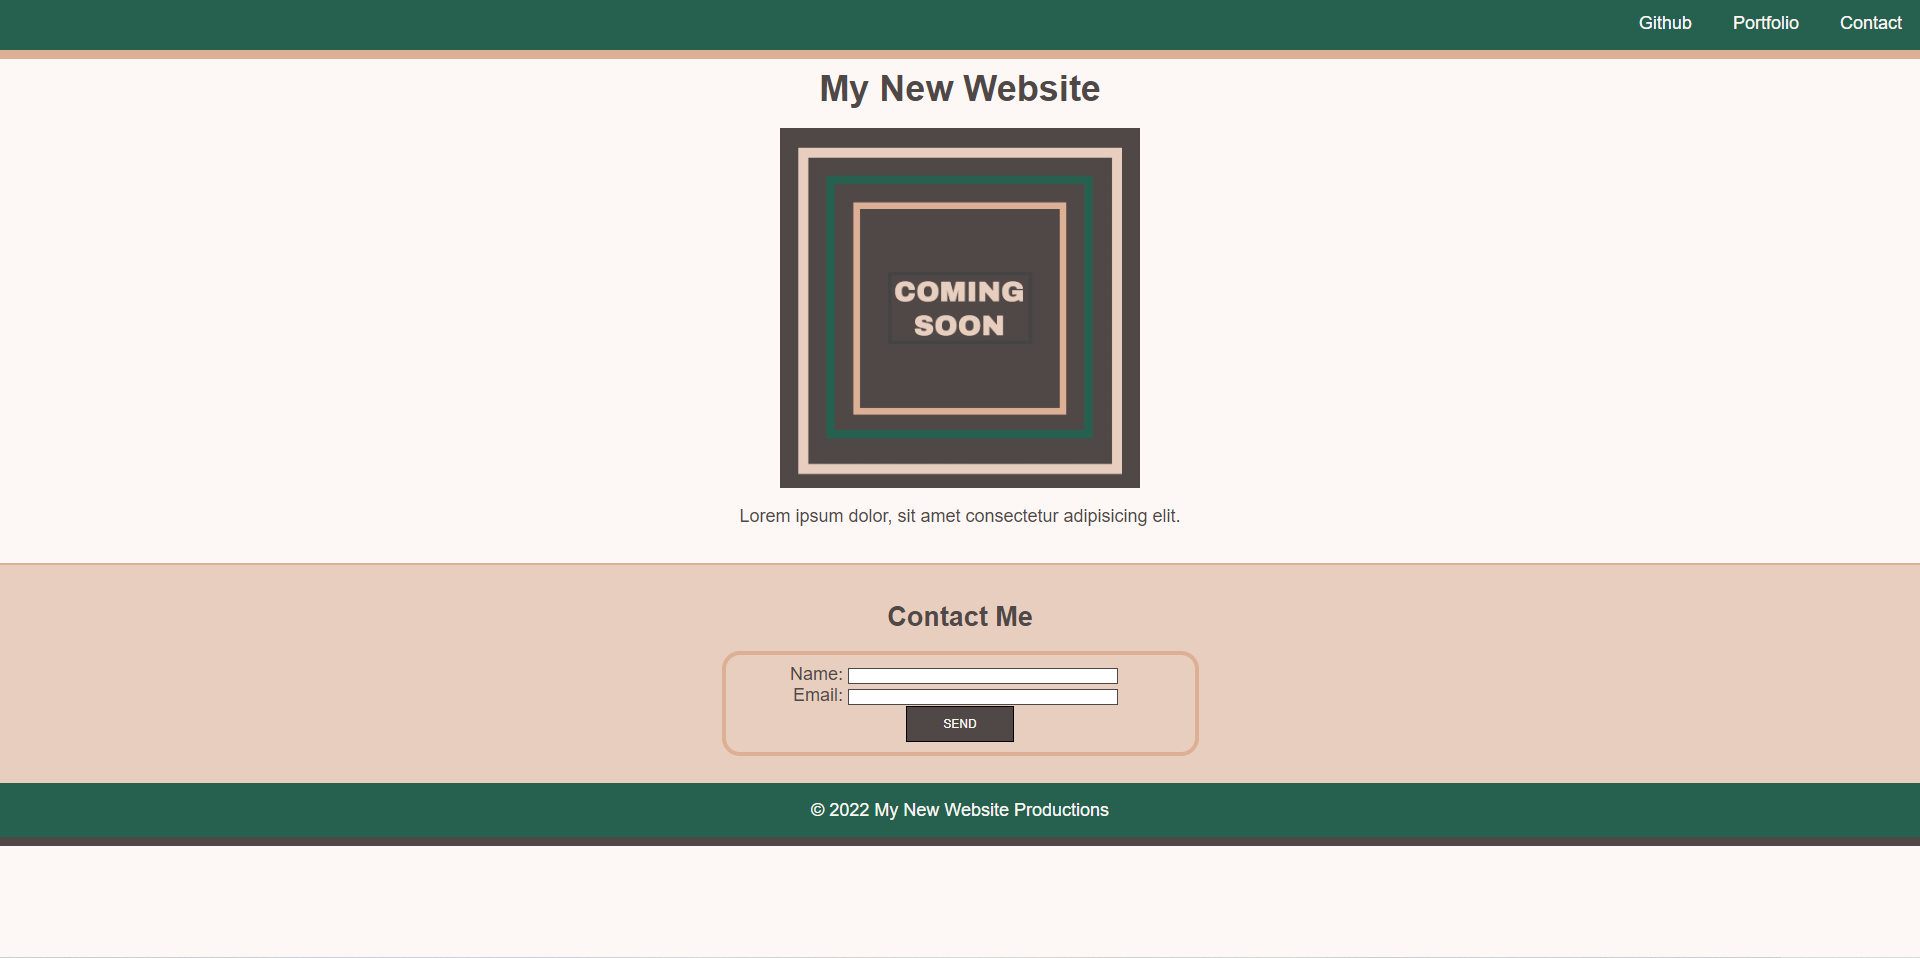 Github Portfolio Contact
My New Website
COMING
SOON
Lorem ipsum dolor, sit amet consectetur adipisicing elit.
Contact Me
Name:
Email:
SEND
© 2022 My New Website Productions